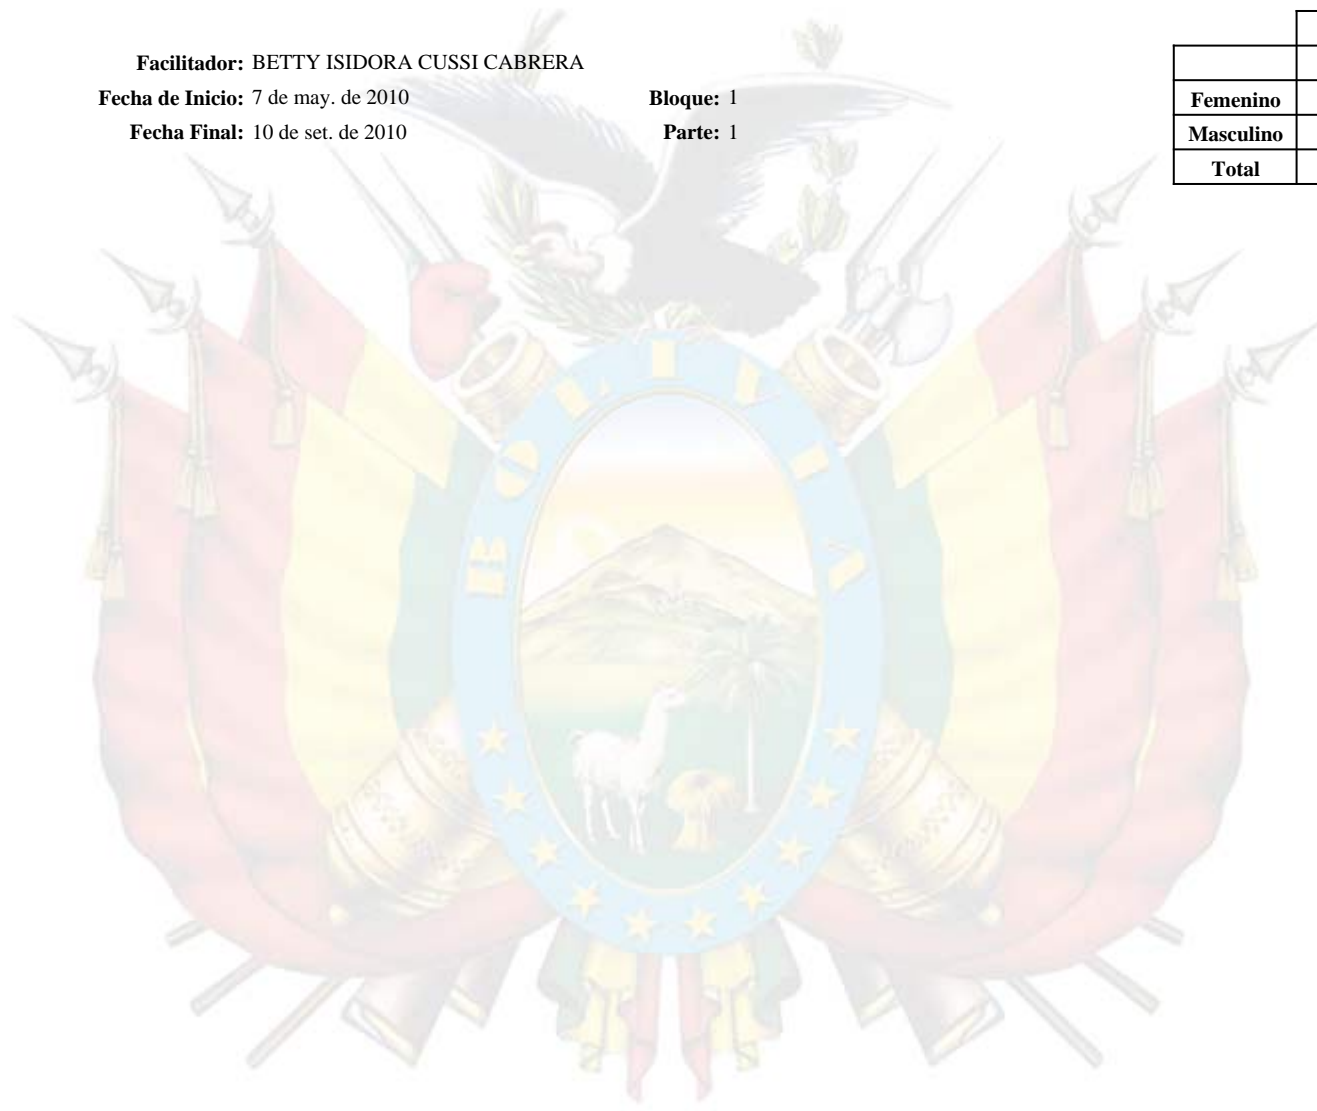 Facilitador: BETTY ISIDORA CUSSI CABRERA
Fecha de Inicio: 7 de may. de 2010 Bloque: 1
Fecha Final: 10 de set. de 2010 Parte: 1
Femenino
Masculino
Total
BOLIVIA